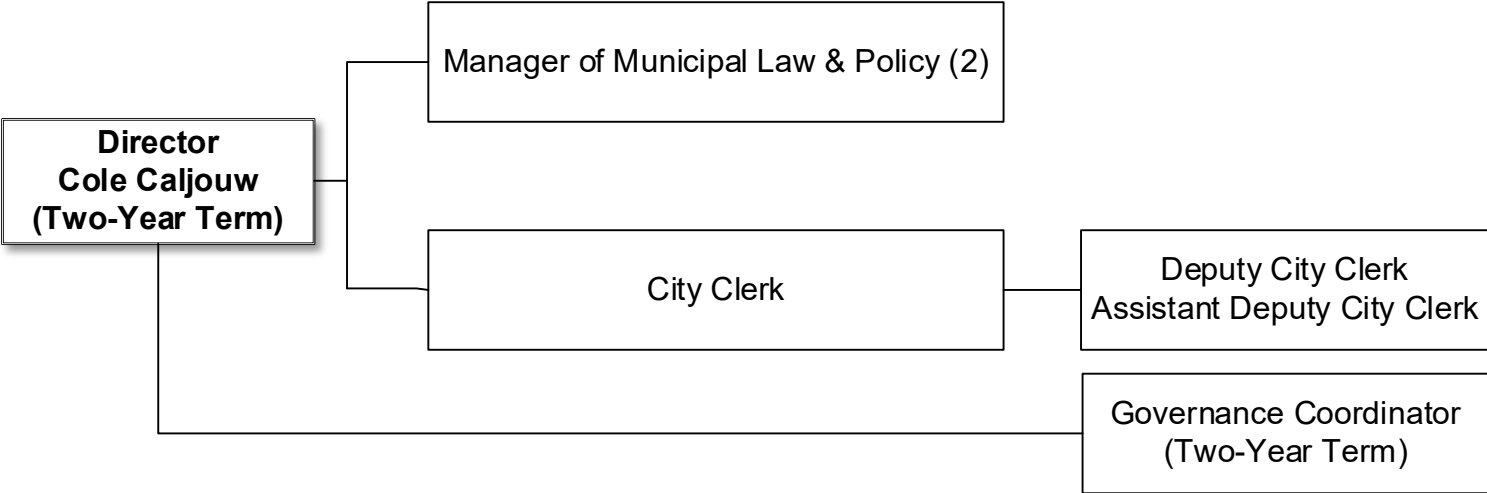 Manager of Municipal Law & Policy (2)
Director
Cole Caljouw
(Two-Year Term)
City Clerk
Deputy City Clerk
Assistant Deputy City Clerk
Governance Coordinator
(Two-Year Term)